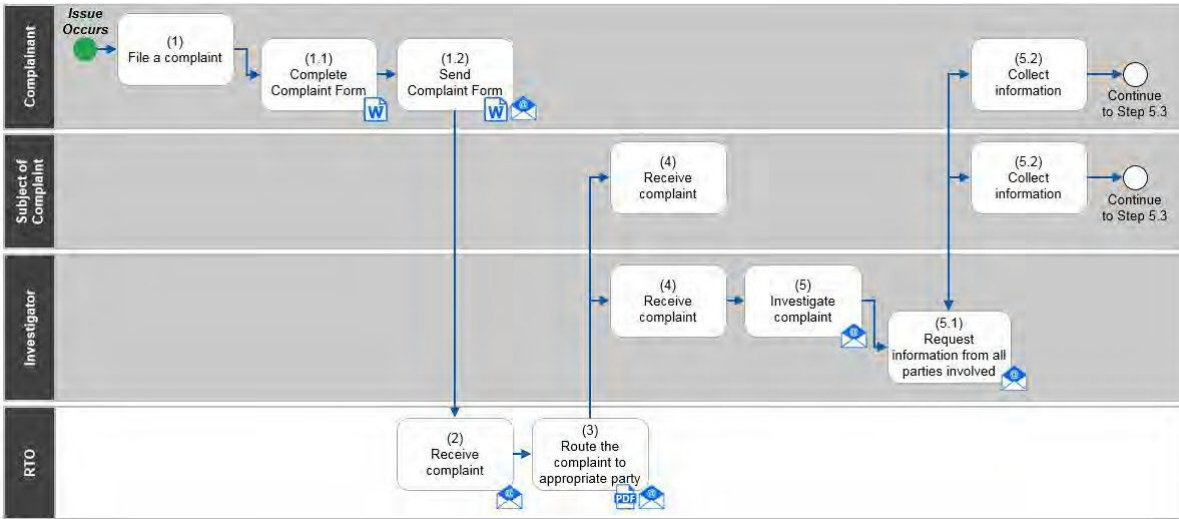 Complainant
Issue
Occurs
(1)
File a complaint
(1.1)
Complete
Complaint Form
W
(1.2)
Send
Complaint Form
W
@
(5.2)
Collect
information
Continue
to Step 5.3
Subject of
Complaint
(4)
Receive
complaint
(5.2)
Collect
information
Continue
to Step 5.3
Investigator
(4)
Receive
complaint
(5)
Investigate
complaint
@
(5.1)
Request
information from all
parties involved
@
RTO
(2)
Receive
complaint
@
(3)
Route the
complaint to
appropriate party
PDF
@